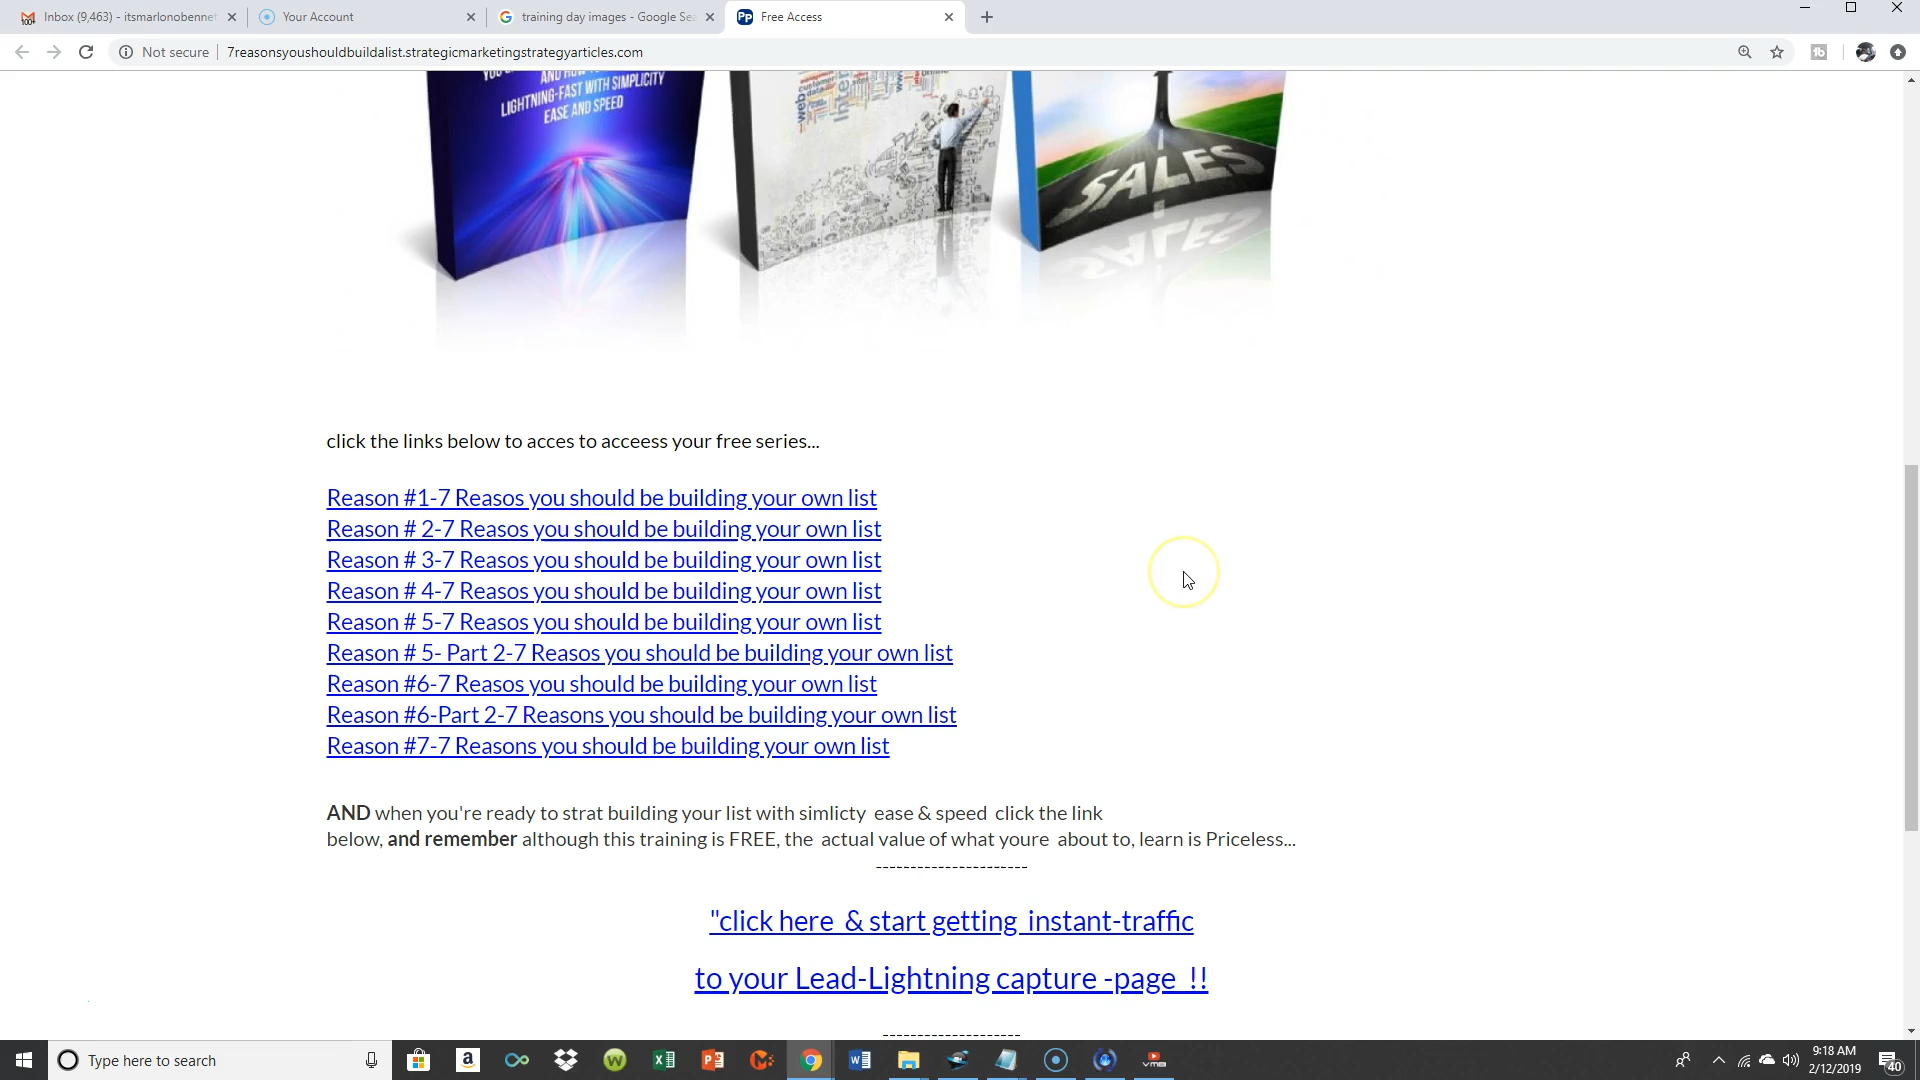 Inbox (9,463) - itsmarlonobennet
Your Account
training day images - Google Sea
Pp
Free Access
Not secure
7reasonsyoushouldbuildalist.strategicmarketingstrategyarticles.com
AND
LIGHTNING-FAST WITH SIMPLICITY
EASE AND SPEED
web
customer
data
SALES
click the links below to acces to acceess your free series...
Reason #1-7 Reasos you should be building your own list
Reason # 2-7 Reasos you should be building your own list
Reason # 3-7 Reasos you should be building your own list
Reason # 4-7 Reasos you should be building your own list
Reason # 5-7 Reasos you should be building your own list
Reason # 5- Part 2-7 Reasos you should be building your own list
Reason #6-7 Reasos you should be building your own list
Reason #6-Part 2-7 Reasons you should be building your own list
Reason #7-7 Reasons you should be building your own list
AND when you're ready to strat building your list with simlicty ease & speed click the link
below, and remember although this training is FREE, the actual value of what youre about to, learn is Priceless...
----------------------
"click here & start getting instant-traffic
to your Lead-Lightning capture -page !!
--------------------
Type here to search
9:18 AM
2/12/2019
40